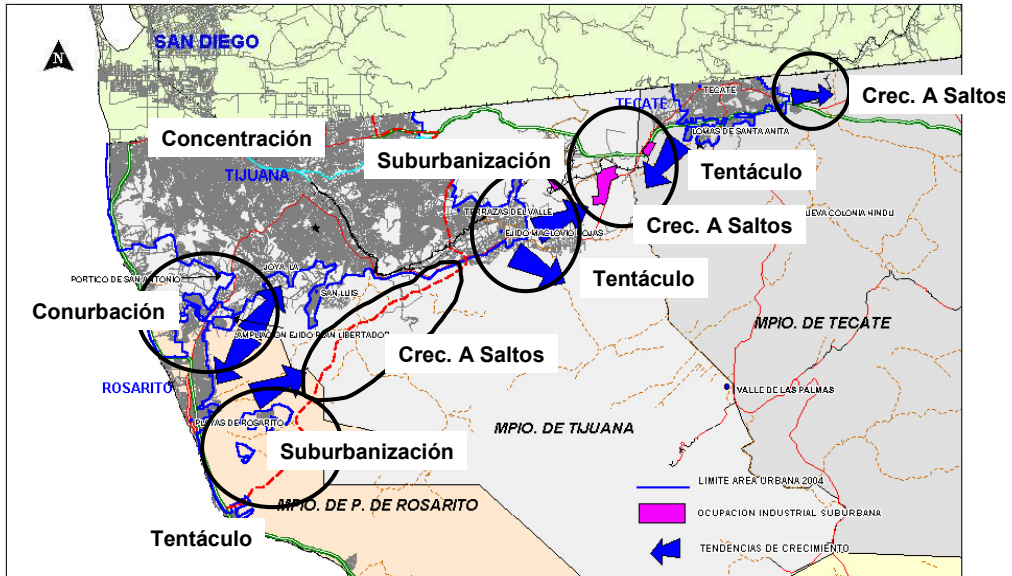 SAN DIEGO
TECATE
TECATE
Crec. A Saltos
Concentración
LOMAS DE SANTA ANITA
Suburbanización
TIJUANA
Tentáculo
TERRAZAS DEL VALLE
UEVA COLONIA HINDU
Crec. A Saltos
EJIDO MACLOVIO ROJAS
JOYA, LA
PORTICO DE SAN ANTONIO
Tentáculo
SAN LUIS
Conurbación
MPIO. DE TECATE
AMPLIACION EJIDO PLAN LIBERTADOR
Crec. A Saltos
ROSARITO
VALLE DE LAS PALMAS
PLAYAS DE ROSARITO
MPIO. DE TIJUANA
Suburbanización
LIMITE AREA URBANA 2004
MPIO. DE P. DE ROSARITO
OCUPACION INDUSTRIAL SUBURBANA
Tentáculo
TENDENCIAS DE CRECIMIENTO